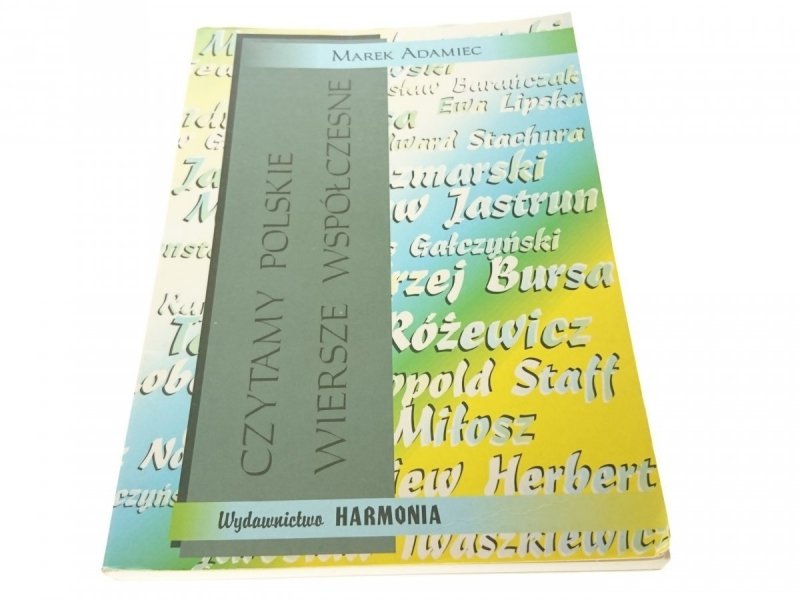 MAREK ADAMIEC
CZYTAMY POLSKIE
WIERSZE WSPÓŁCZESNE
Barańczak
Ewa Lipska
Stachura
Jastrun
Gałczyński
Bursa
Różewicz
Staff
Miłosz
Herbert
Iwaszkiewicz
Wydawnictwo HARMONIA